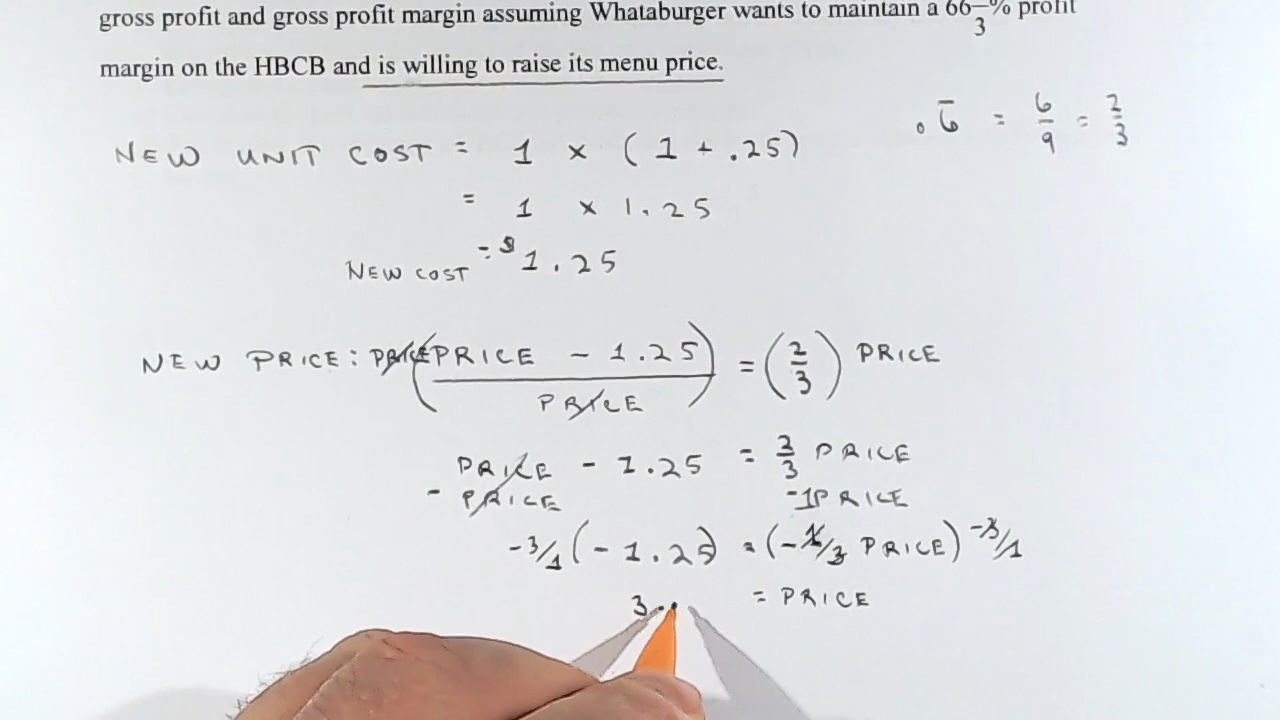 gross profit and gross profit margin assuming Whataburger wants to maintain a 66 –/3 % profit
margin on the HBCB and is willing to raise its menu price.
.6̅ = 6/9 = 2/3
NEW UNIT COST = 1 × (1 + .25)
= 1 × 1.25
NEW COST = $1.25
NEW PRICE: PRICE (PRICE - 1.25 / PRICE) = (2/3) PRICE
PRICE - 1.25 = 2/3 PRICE
- PRICE -1PRICE
-3/1 (-1.25) = (-1/3 PRICE) -3/1
3. = PRICE